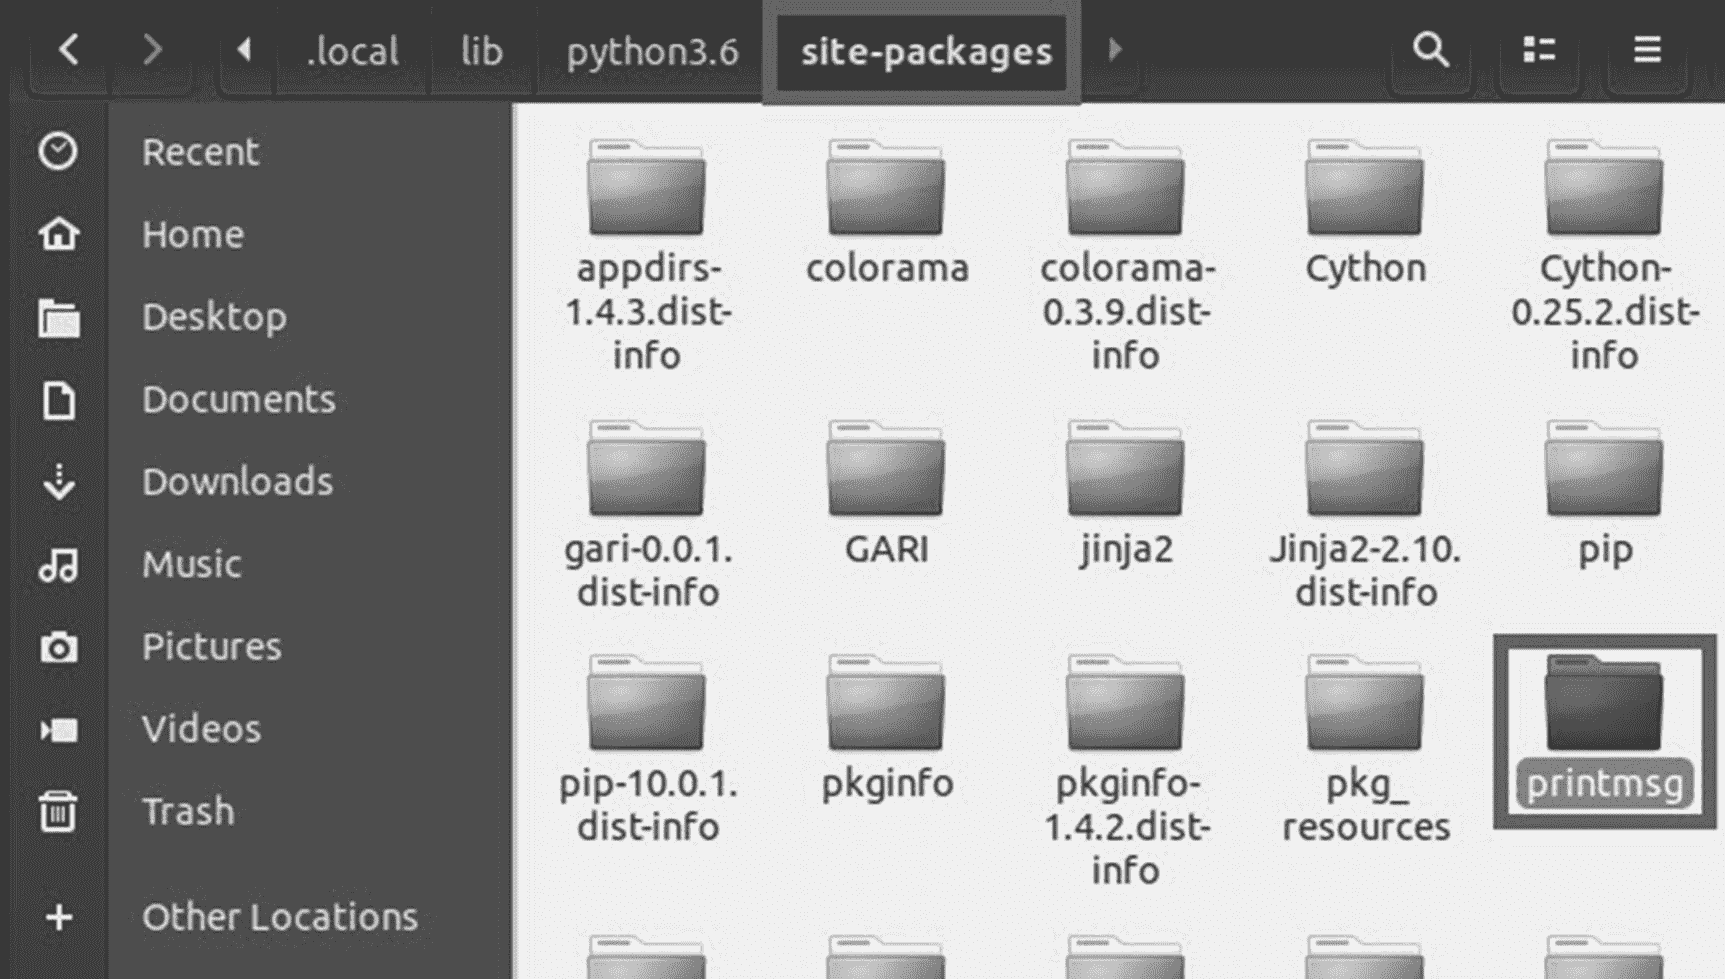 .local lib python3.6 site-packages
Recent
Home
Desktop
Documents
Downloads
Music
Pictures
Videos
Trash
Other Locations
appdirs-
1.4.3.dist-
info
colorama
colorama-
0.3.9.dist-
info
Cython
Cython-
0.25.2.dist-
info
gari-0.0.1.
dist-info
GARI
jinja2
Jinja2-2.10.
dist-info
pip
pip-10.0.1.
dist-info
pkginfo
pkginfo-
1.4.2.dist-
info
pkg_
resources
printmsg